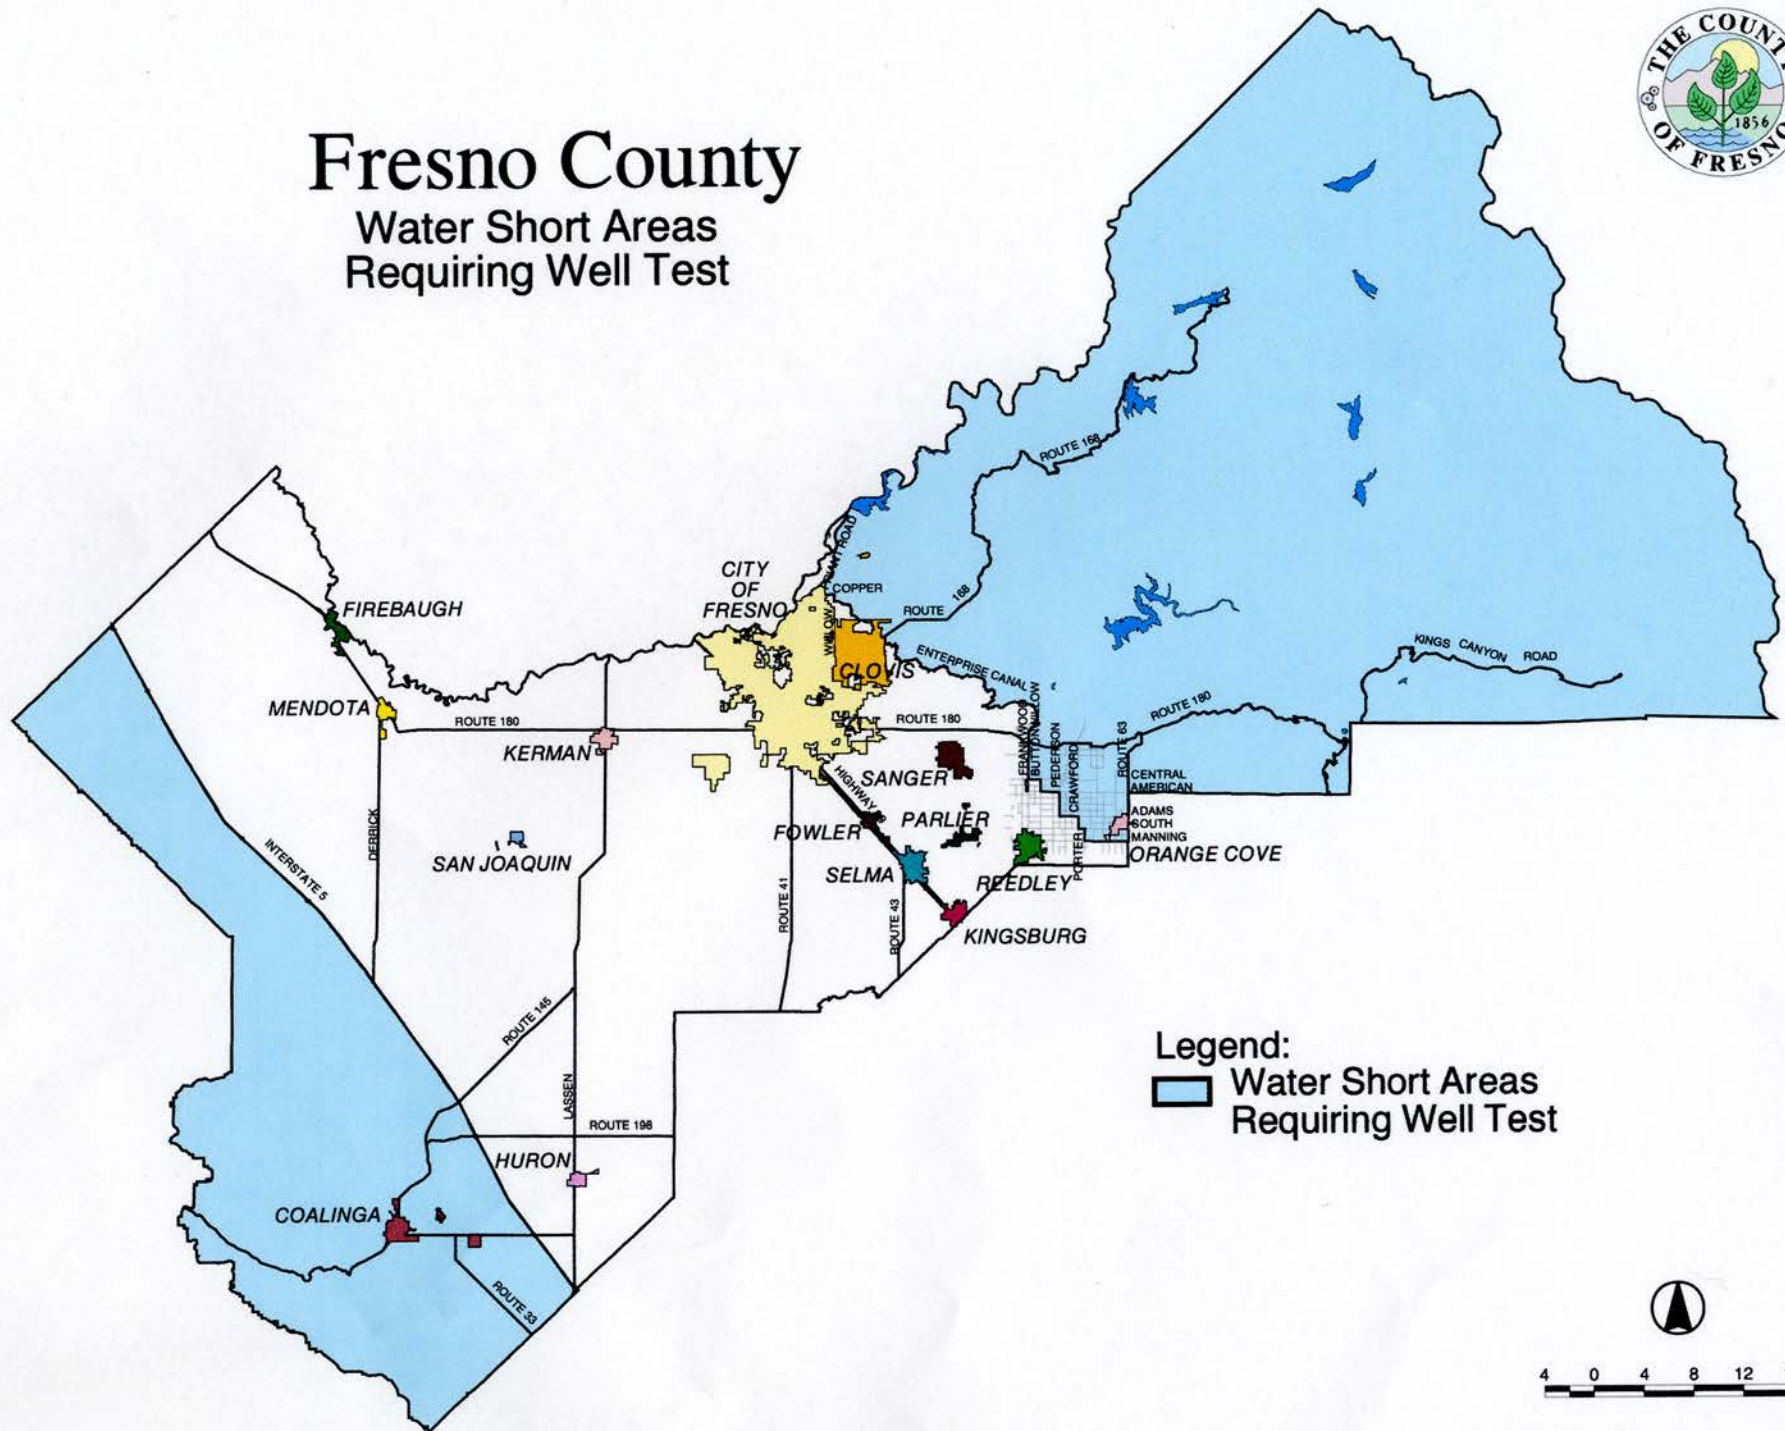 THE COUNTY
OF FRESNO
1856
Fresno County
Water Short Areas
Requiring Well Test
ROUTE 168
FRIANT ROAD
CITY
OF
FRESNO
COPPER
WILLOW
ROUTE 168
FIREBAUGH
CLOVIS
ENTERPRISE CANAL
KINGS CANYON ROAD
MENDOTA
ROUTE 180
KERMAN
ROUTE 180
FRANKWOOD
BUTTONWILLOW
PEDERSON
CRAWFORD
ROUTE 63
ROUTE 180
SANGER
HIGHWAY
CENTRAL
AMERICAN
ADAMS
SOUTH
MANNING
DERRICK
SAN JOAQUIN
FOWLER
PARLIER
ORANGE COVE
PORTER
INTERSTATE 5
SELMA
REEDLEY
ROUTE 41
ROUTE 43
KINGSBURG
ROUTE 145
LASSEN
ROUTE 198
HURON
COALINGA
ROUTE 33
Legend:
Water Short Areas
Requiring Well Test
4 0 4 8 12